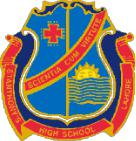 SCIENTIA CUM VIRTUTE
ST. ANTHONY'S
HIGH SCHOOL
LAHORE